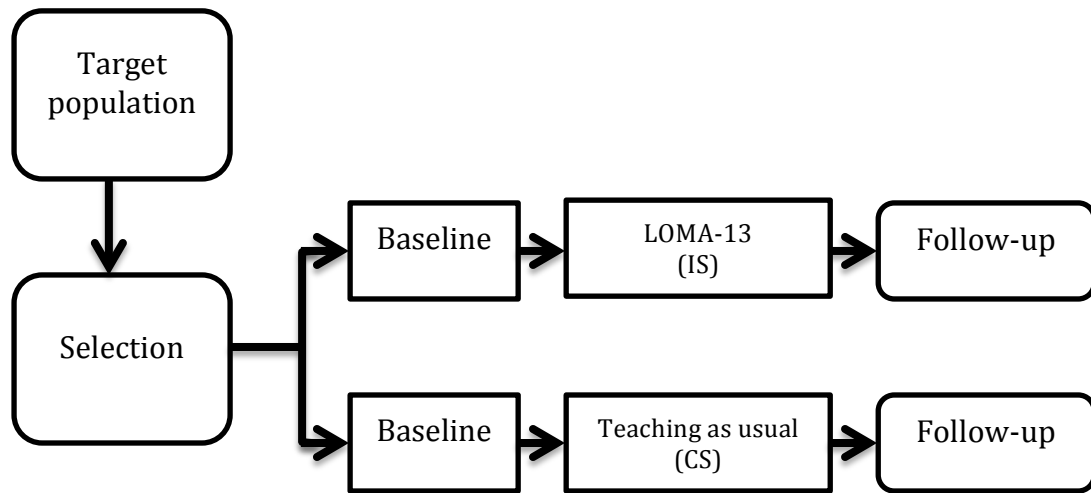 Target
population
Selection
Baseline
LOMA-13
(IS)
Follow-up
Baseline
Teaching as usual
(CS)
Follow-up